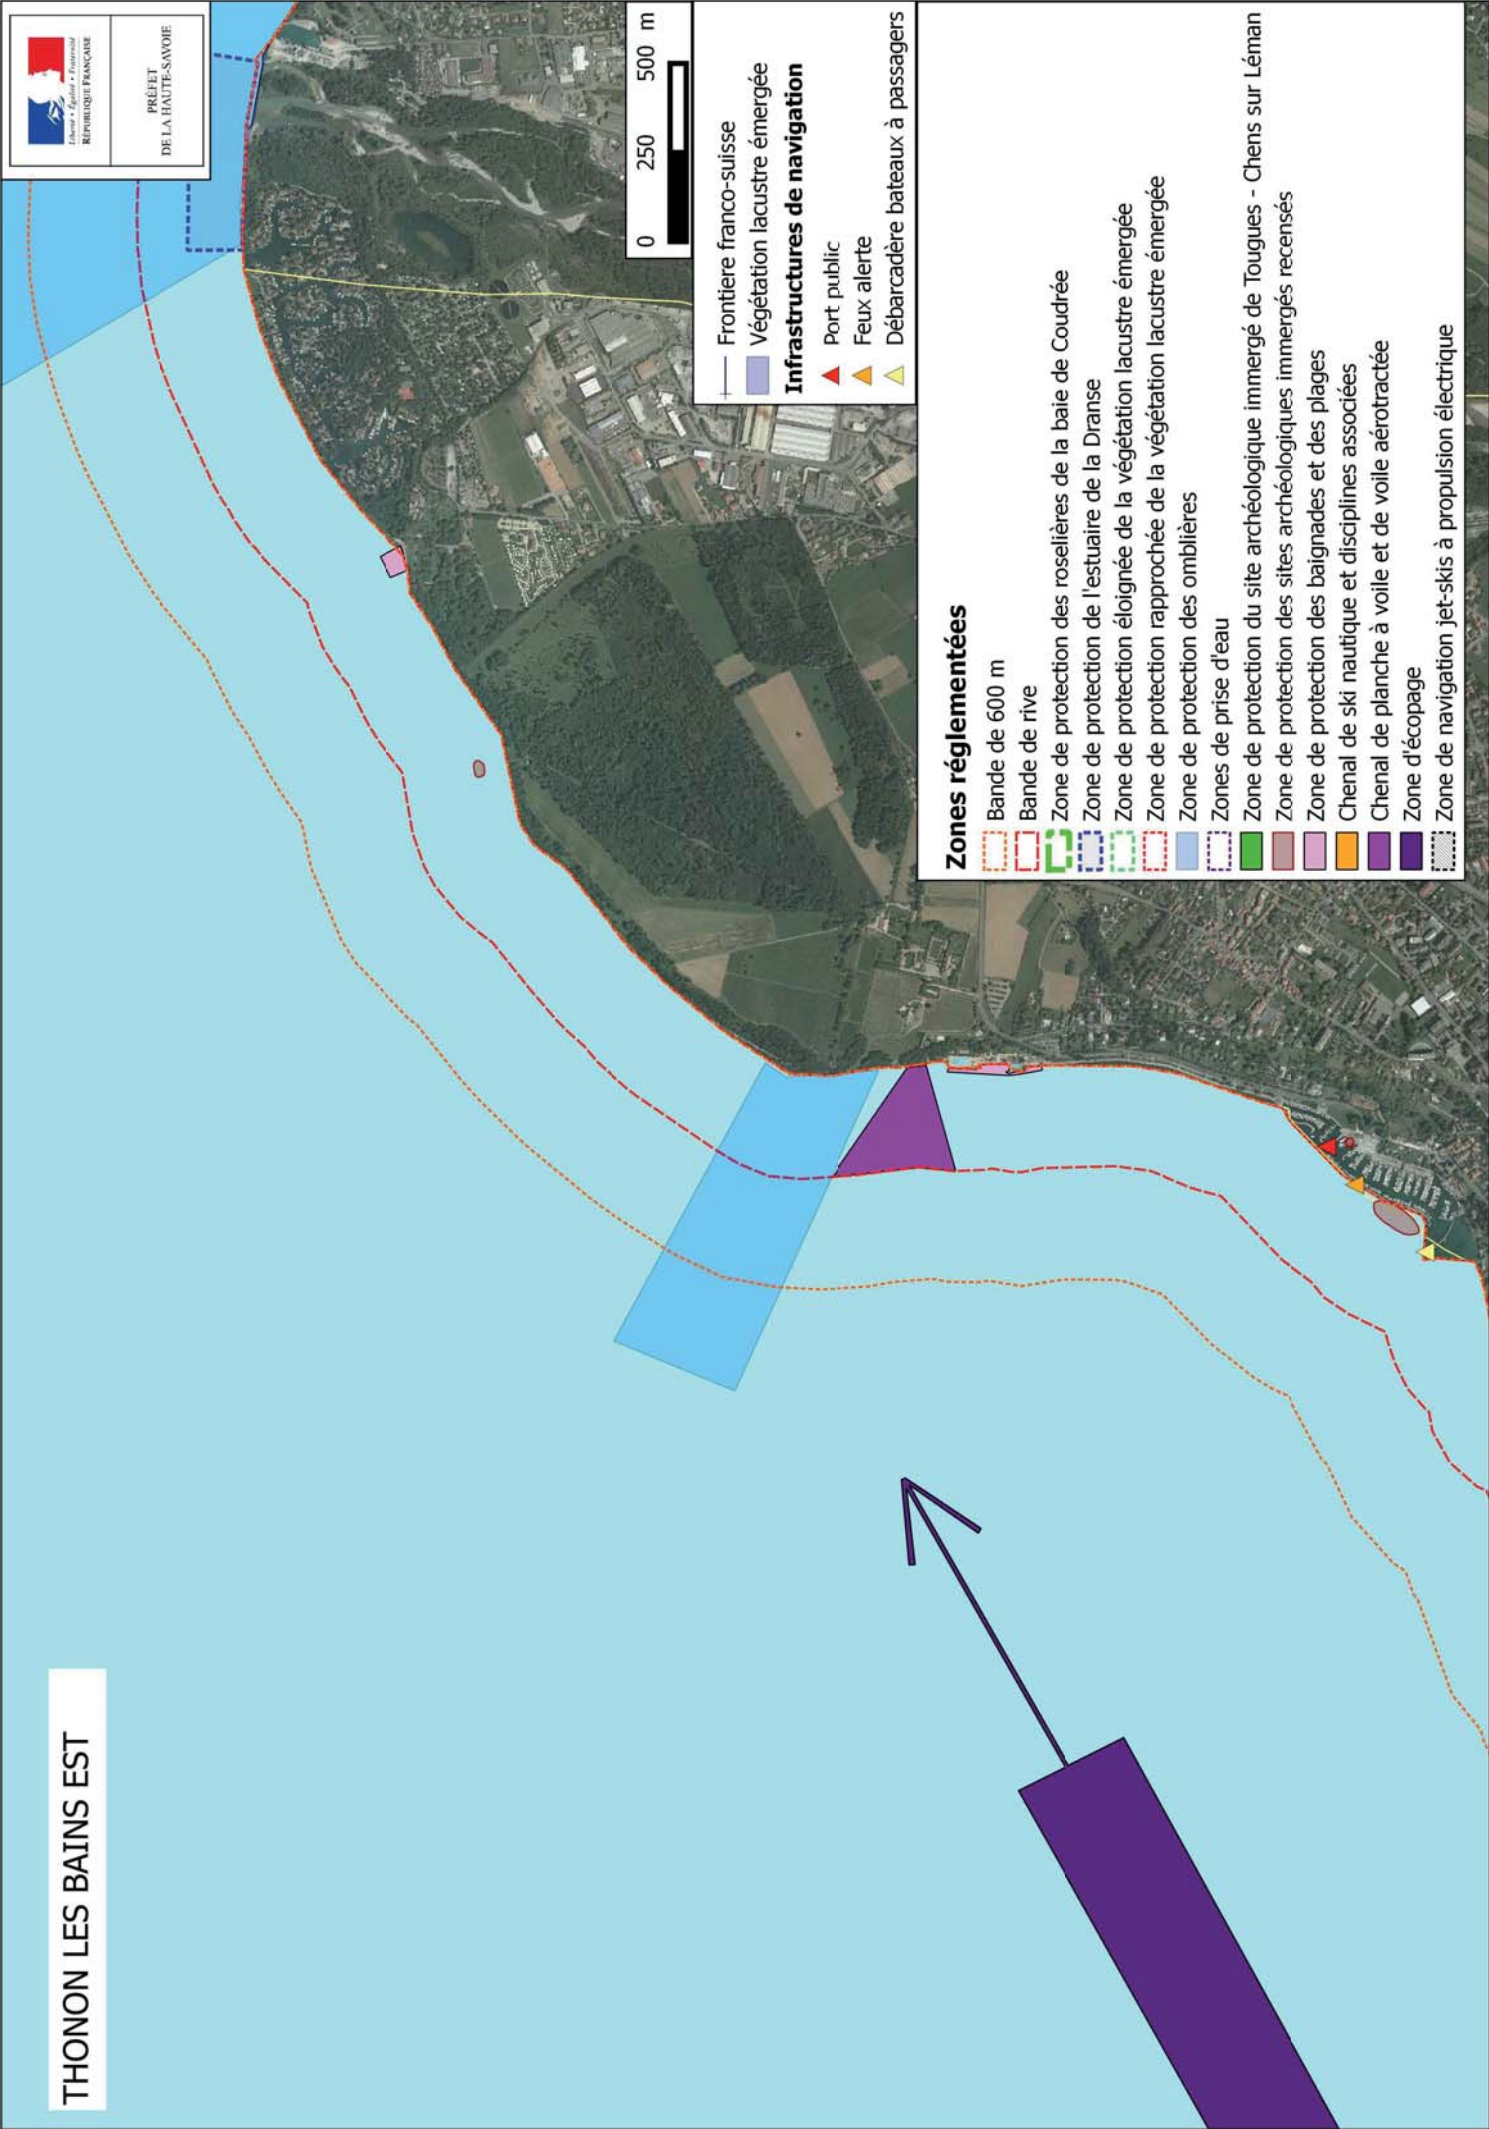 THONON LES BAINS EST
Liberté • Égalité • Fraternité
RÉPUBLIQUE FRANÇAISE
PRÉFET
DE LA HAUTE-SAVOIE
0 250 500 m
Frontiere franco-suisse
Végétation lacustre émergée
Infrastructures de navigation
Port public
Feux alerte
Débarcadère bateaux à passagers
Zones réglementées
Bande de 600 m
Bande de rive
Zone de protection des roselières de la baie de Coudrée
Zone de protection de l'estuaire de la Dranse
Zone de protection éloignée de la végétation lacustre émergée
Zone de protection rapprochée de la végétation lacustre émergée
Zone de protection des omblières
Zones de prise d'eau
Zone de protection du site archéologique immergé de Tougues - Chens sur Léman
Zone de protection des sites archéologiques immergés recensés
Zone de protection des baignades et des plages
Chenal de ski nautique et disciplines associées
Chenal de planche à voile et de voile aérotractée
Zone d'écopage
Zone de navigation jet-skis à propulsion électrique